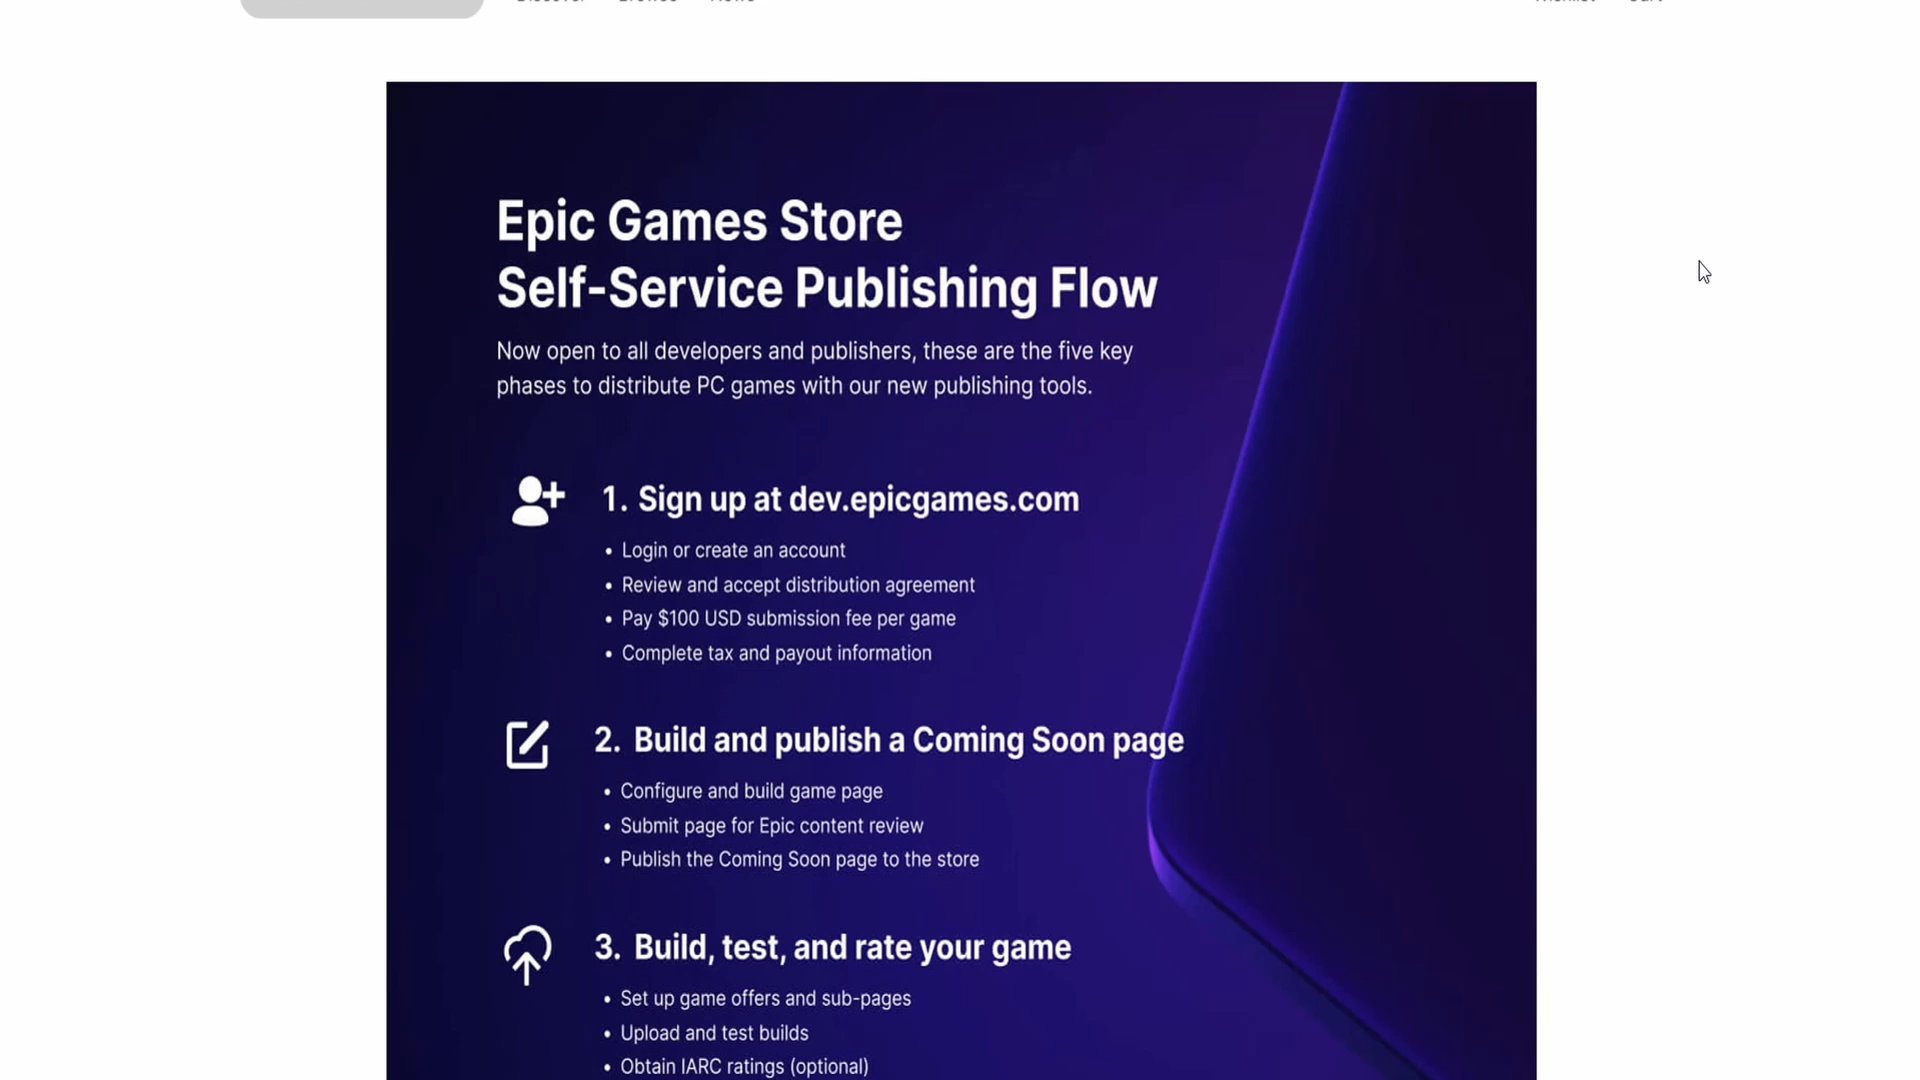 Epic Games Store
Self-Service Publishing Flow
Now open to all developers and publishers, these are the five key
phases to distribute PC games with our new publishing tools.
1. Sign up at dev.epicgames.com
• Login or create an account
• Review and accept distribution agreement
• Pay $100 USD submission fee per game
• Complete tax and payout information
2. Build and publish a Coming Soon page
• Configure and build game page
• Submit page for Epic content review
• Publish the Coming Soon page to the store
3. Build, test, and rate your game
• Set up game offers and sub-pages
• Upload and test builds
• Obtain IARC ratings (optional)